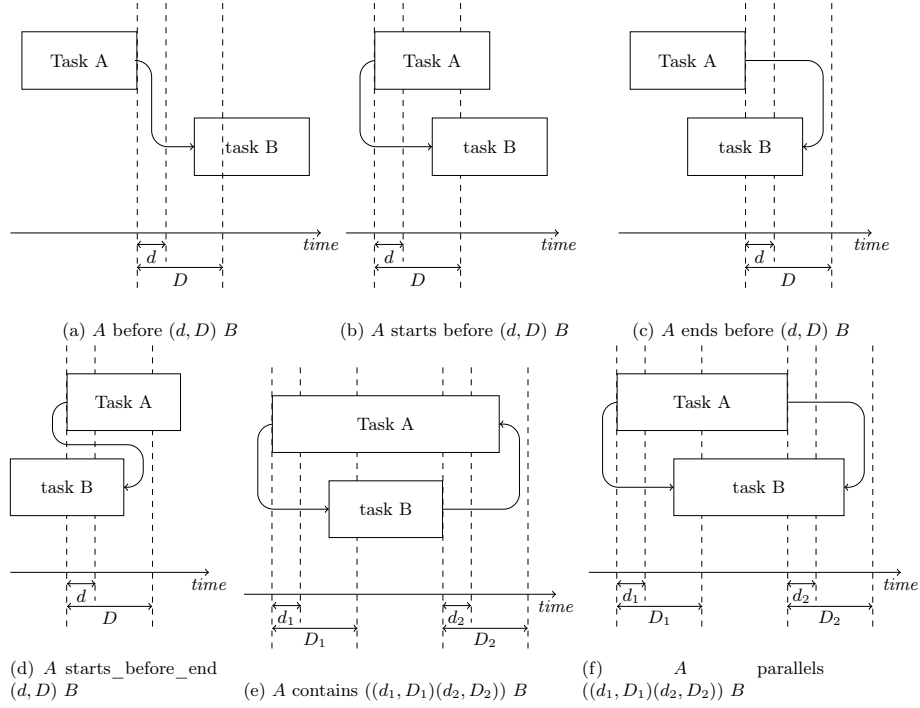 Task A
task B
time
d
D
(a) A before (d, D) B
Task A
task B
time
d
D
(b) A starts before (d, D) B
Task A
task B
time
d
D
(c) A ends before (d, D) B
Task A
task B
time
d
D
(d) A starts_before_end
(d, D) B
Task A
task B
time
d₁ d₂
D₁ D₂
(e) A contains ((d₁, D₁)(d₂, D₂)) B
Task A
task B
time
d₁ d₂
D₁ D₂
(f) A parallels
((d₁, D₁)(d₂, D₂)) B